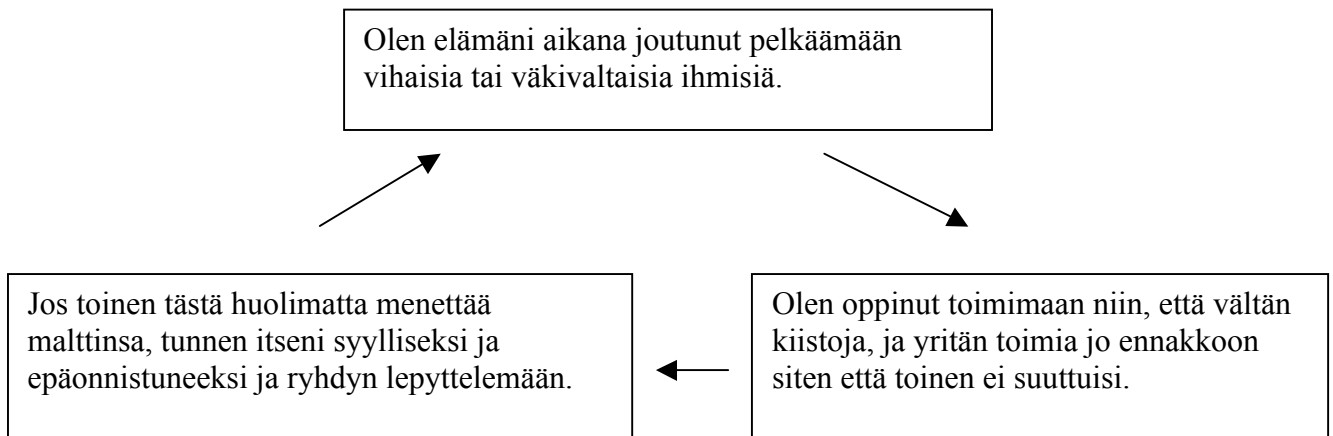 Olen elämäni aikana joutunut pelkäämään
vihaisia tai väkivaltaisia ihmisiä.
Jos toinen tästä huolimatta menettää
malttinsa, tunnen itseni syylliseksi ja
epäonnistuneeksi ja ryhdyn lepyttelemään.
Olen oppinut toimimaan niin, että vältän
kiistoja, ja yritän toimia jo ennakkoon
siten että toinen ei suuttuisi.